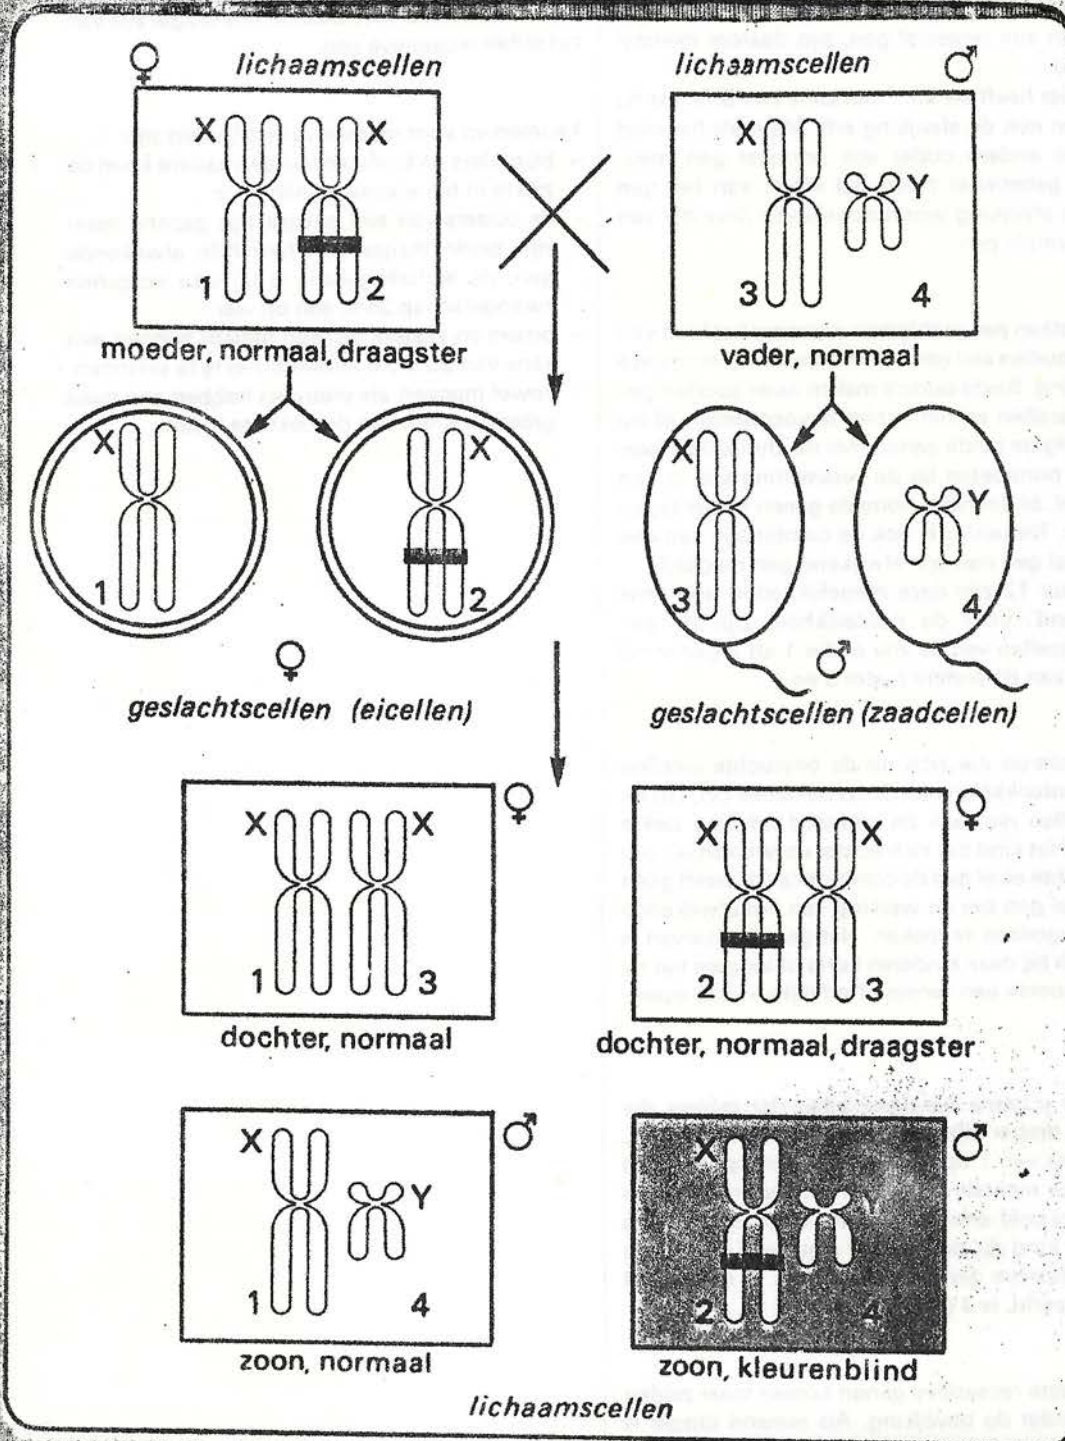 ♀ lichaamscellen lichaamscellen ♂
X X X Y
1 2 3 4
moeder, normaal, draagster vader, normaal
X X X Y
1 2 3 4
♀ ♂
geslachtscellen (eicellen) geslachtscellen (zaadcellen)
X X ♀ X X ♀
1 3 2 3
dochter, normaal dochter, normaal, draagster
X Y ♂ X Y ♂
1 4 2 4
zoon, normaal zoon, kleurenblind
lichaamscellen